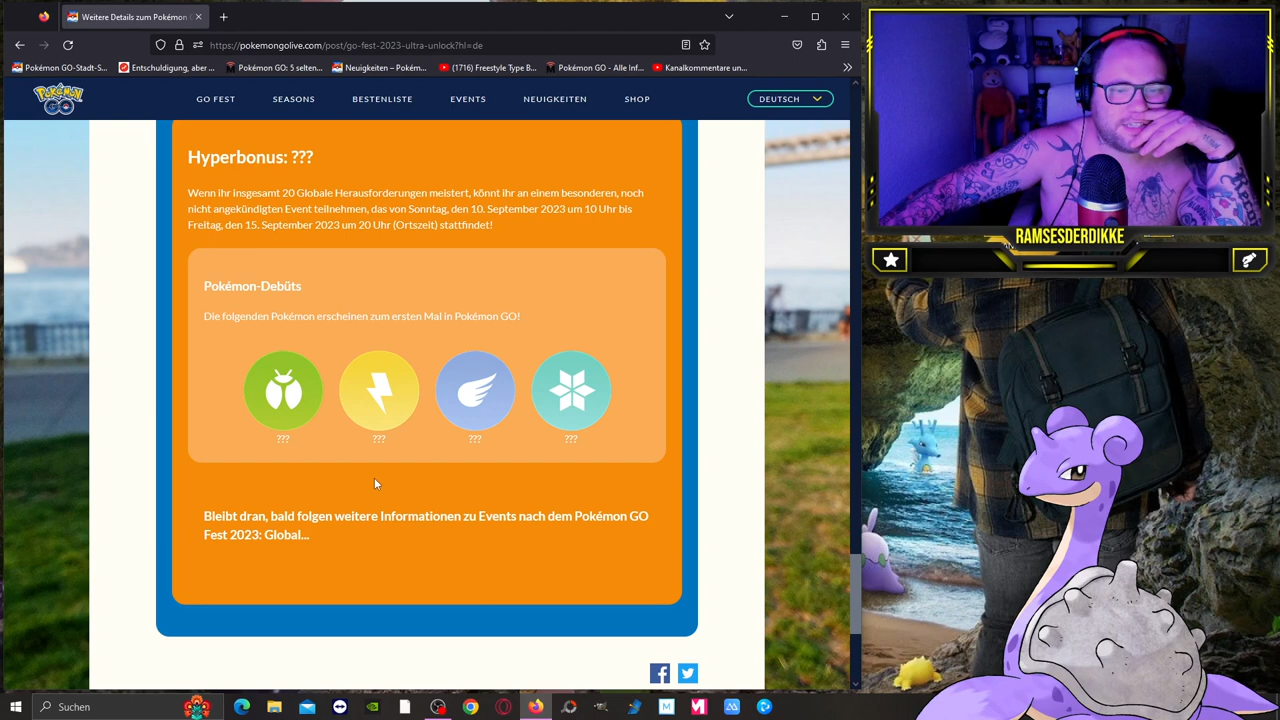 Weitere Details zum Pokémon G
https://pokemongolive.com/post/go-fest-2023-ultra-unlock?hl=de
Pokémon GO-Stadt-S...
Entschuldigung, aber ...
Pokémon GO: 5 selten...
Neuigkeiten – Pokém...
(1716) Freestyle Type B...
Pokémon GO - Alle Inf...
Kanalkommentare un...
POKÉMON GO
GO FEST
SEASONS
BESTENLISTE
EVENTS
NEUIGKEITEN
SHOP
DEUTSCH
Hyperbonus: ???
Wenn ihr insgesamt 20 Globale Herausforderungen meistert, könnt ihr an einem besonderen, noch
nicht angekündigten Event teilnehmen, das von Sonntag, den 10. September 2023 um 10 Uhr bis
Freitag, den 15. September 2023 um 20 Uhr (Ortszeit) stattfindet!
Pokémon-Debüts
Die folgenden Pokémon erscheinen zum ersten Mal in Pokémon GO!
???
???
???
???
Bleibt dran, bald folgen weitere Informationen zu Events nach dem Pokémon GO
Fest 2023: Global...
Suchen
RAMSESDERDIKKE